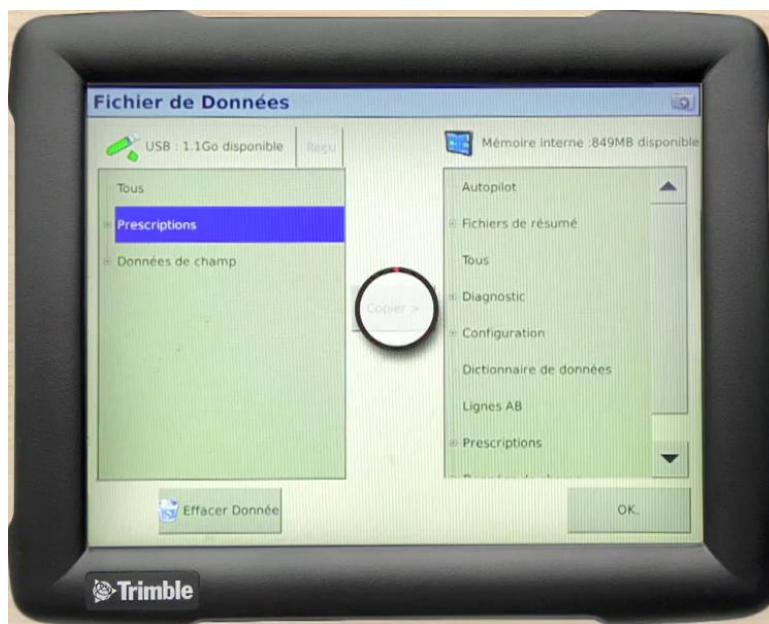 Fichier de Données
USB : 1.1Go disponible
Reçu
Mémoire interne :849MB disponible
Tous
Prescriptions
Données de champ
Copier >
Autopilot
Fichiers de résumé
Tous
Diagnostic
Configuration
Dictionnaire de données
Lignes AB
Prescriptions
Effacer Donnée
OK.
Trimble